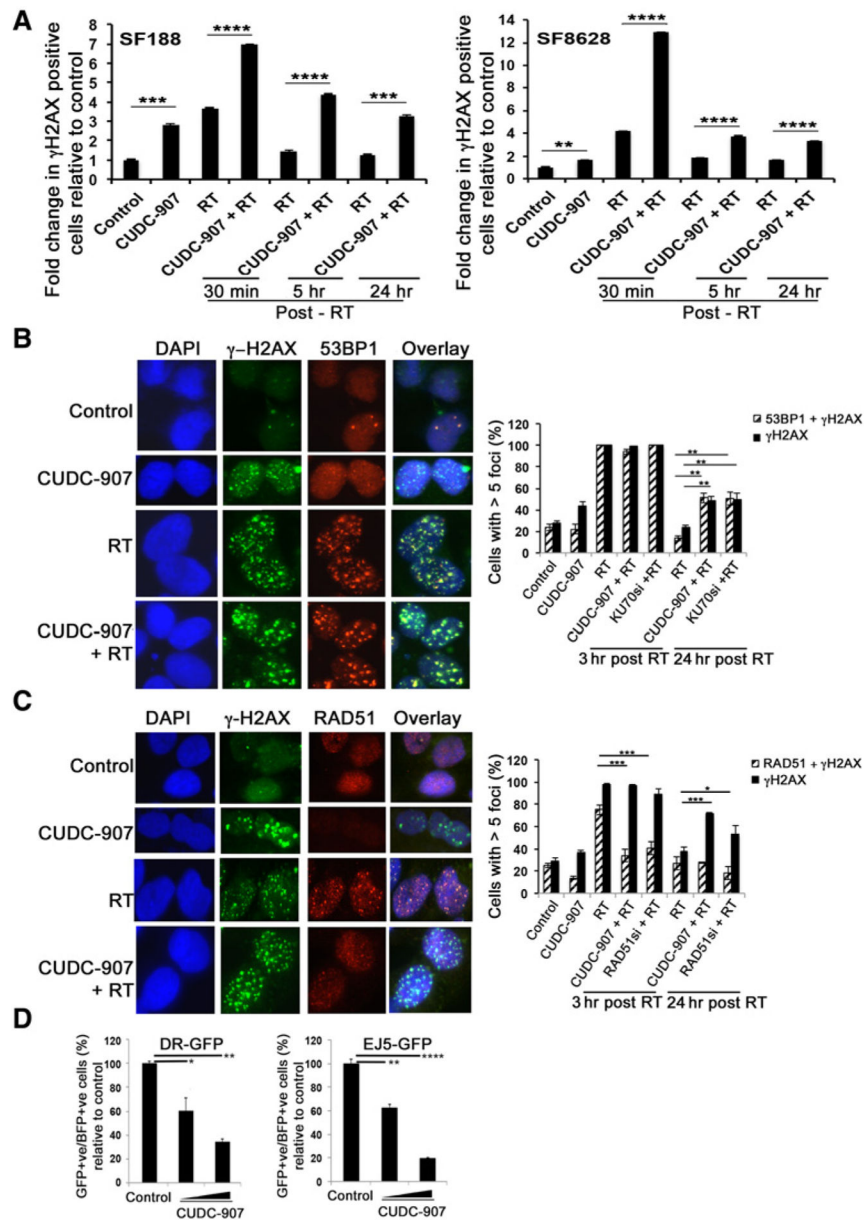 A
SF188
Fold change in γH2AX positive
cells relative to control
8
7
6
5
4
3
2
1
0
***
****
****
***
Control
CUDC-907
RT
CUDC-907 + RT
RT
CUDC-907 + RT
RT
CUDC-907 + RT
30 min
5 hr
24 hr
Post - RT
SF8628
Fold change in γH2AX positive
cells relative to control
14
12
10
8
6
4
2
0
**
****
****
****
Control
CUDC-907
RT
CUDC-907 + RT
RT
CUDC-907 + RT
RT
CUDC-907 + RT
30 min
5 hr
24 hr
Post - RT
B
DAPI
γ–H2AX
53BP1
Overlay
Control
CUDC-907
RT
CUDC-907
+ RT
53BP1 + γH2AX
γH2AX
Cells with > 5 foci (%)
120
100
80
60
40
20
0
**
**
**
**
Control
CUDC-907
RT
CUDC-907 + RT
KU70si +RT
RT
CUDC-907 + RT
KU70si +RT
3 hr post RT
24 hr post RT
C
DAPI
γ-H2AX
RAD51
Overlay
Control
CUDC-907
RT
CUDC-907
+ RT
RAD51 + γH2AX
γH2AX
Cells with > 5 foci (%)
120
100
80
60
40
20
0
***
***
*
***
Control
CUDC-907
RT
CUDC-907 + RT
RAD51si + RT
RT
CUDC-907 + RT
RAD51si + RT
3 hr post RT
24 hr post RT
D
DR-GFP
GFP+ve/BFP+ve cells (%)
relative to control
120
100
80
60
40
20
0
**
*
Control
CUDC-907
EJ5-GFP
GFP+ve/BFP+ve cells (%)
relative to control
120
100
80
60
40
20
0
****
**
Control
CUDC-907